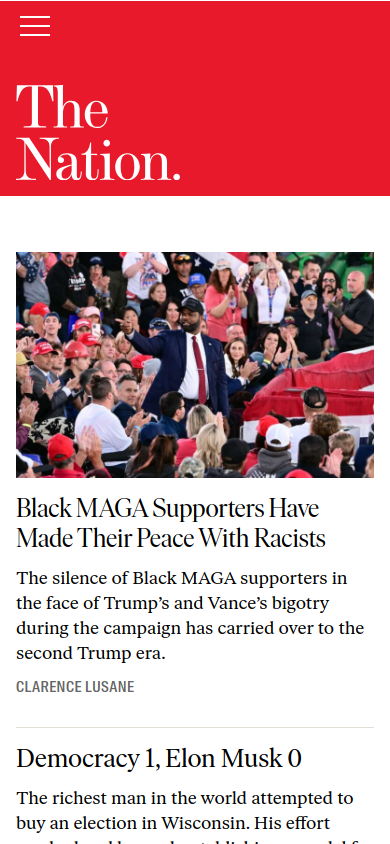 The
Nation.
Black MAGA Supporters Have
Made Their Peace With Racists
The silence of Black MAGA supporters in
the face of Trump’s and Vance’s bigotry
during the campaign has carried over to the
second Trump era.
CLARENCE LUSANE
Democracy 1, Elon Musk 0
The richest man in the world attempted to
buy an election in Wisconsin. His effort